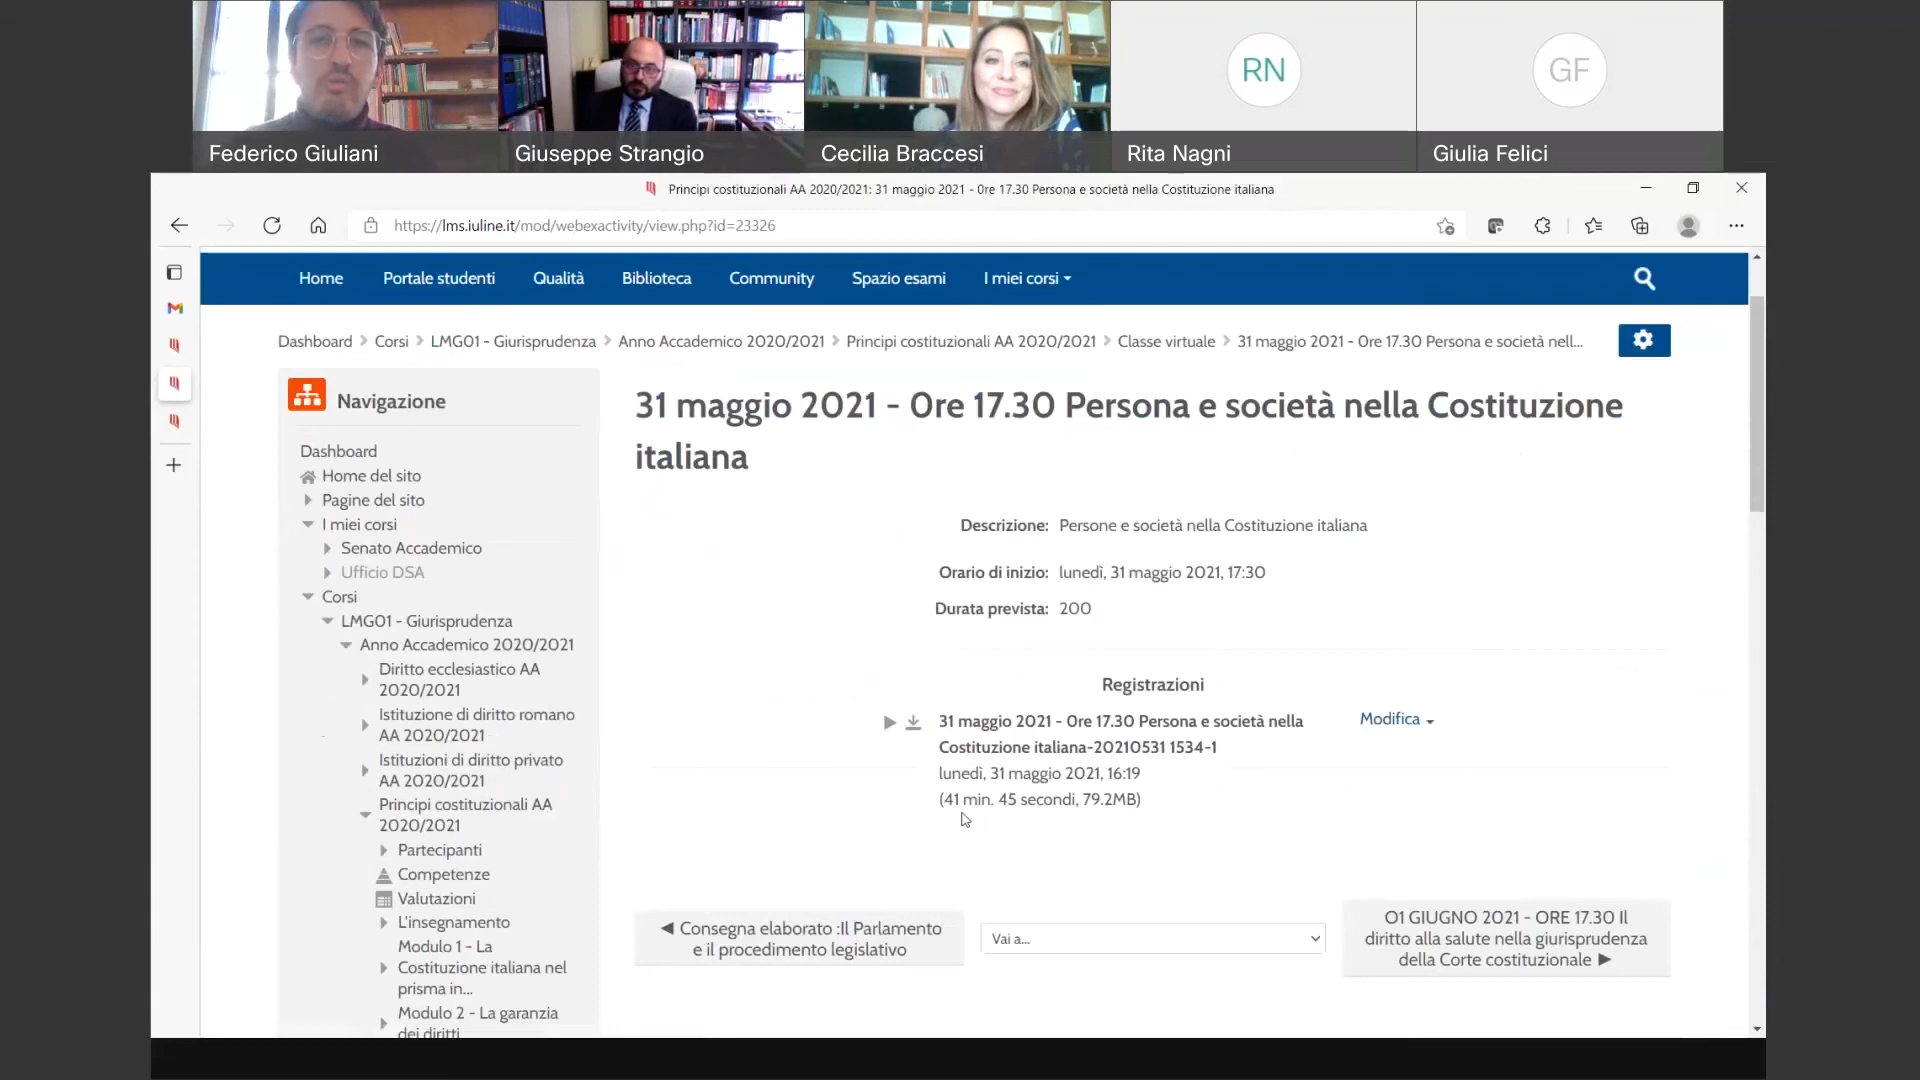 Federico Giuliani
Giuseppe Strangio
Cecilia Braccesi
RN
Rita Nagni
GF
Giulia Felici
Principi costituzionali AA 2020/2021: 31 maggio 2021 - Ore 17.30 Persona e società nella Costituzione italiana
https://lms.iuline.it/mod/webexactivity/view.php?id=23326
Home Portale studenti Qualità Biblioteca Community Spazio esami I miei corsi
Dashboard Corsi LMG01 - Giurisprudenza Anno Accademico 2020/2021 Principi costituzionali AA 2020/2021 Classe virtuale 31 maggio 2021 - Ore 17.30 Persona e società nell...
Navigazione
Dashboard
Home del sito
Pagine del sito
I miei corsi
Senato Accademico
Ufficio DSA
Corsi
LMG01 - Giurisprudenza
Anno Accademico 2020/2021
Diritto ecclesiastico AA
2020/2021
Istituzione di diritto romano
AA 2020/2021
Istituzioni di diritto privato
AA 2020/2021
Principi costituzionali AA
2020/2021
Partecipanti
Competenze
Valutazioni
L'insegnamento
Modulo 1 - La
Costituzione italiana nel
prisma in...
Modulo 2 - La garanzia
dei diritti
31 maggio 2021 - Ore 17.30 Persona e società nella Costituzione
italiana
Descrizione: Persone e società nella Costituzione italiana
Orario di inizio: lunedì, 31 maggio 2021, 17:30
Durata prevista: 200
Registrazioni
31 maggio 2021 - Ore 17.30 Persona e società nella
Costituzione italiana-20210531 1534-1
lunedì, 31 maggio 2021, 16:19
(41 min. 45 secondi, 79.2MB)
Modifica
◀ Consegna elaborato :Il Parlamento
e il procedimento legislativo
Vai a...
01 GIUGNO 2021 - ORE 17.30 Il
diritto alla salute nella giurisprudenza
della Corte costituzionale ▶